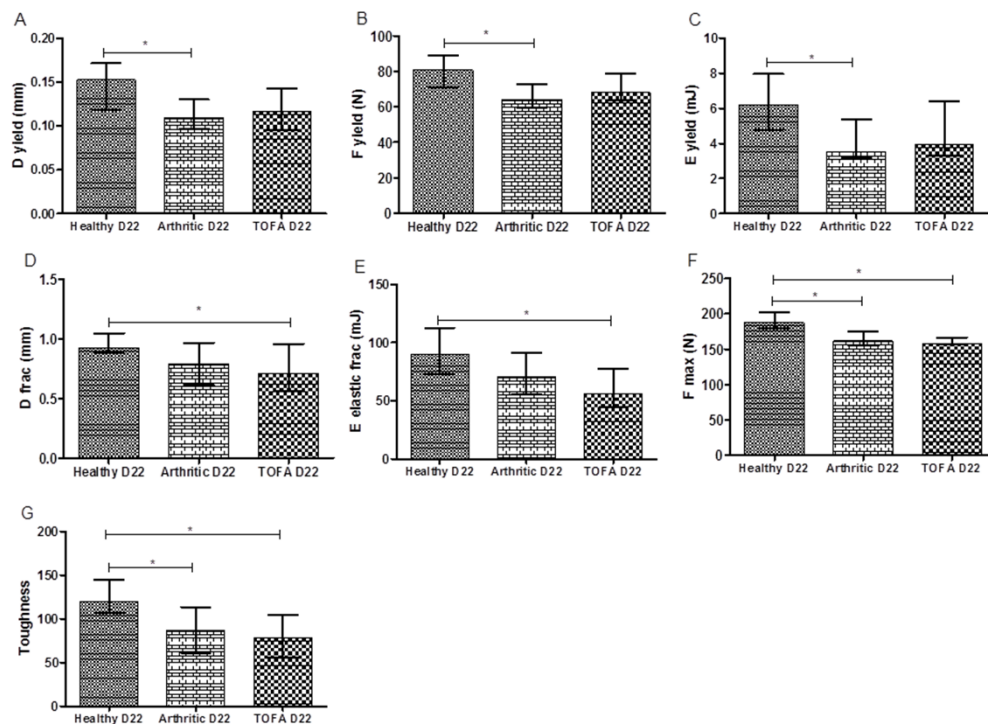 A
D yield (mm)
0.20
0.15
0.10
0.05
0.00
*
Healthy D22 Arthritic D22 TOFA D22
B
F yield (N)
100
80
60
40
20
0
*
Healthy D22 Arthritic D22 TOFA D22
C
E yield (mJ)
10
8
6
4
2
0
*
Healthy D22 Arthritic D22 TOFA D22
D
D frac (mm)
1.5
1.0
0.5
0.0
*
Healthy D22 Arthritic D22 TOFA D22
E
E elastic frac (mJ)
150
100
50
0
*
Healthy D22 Arthritic D22 TOFA D22
F
F max (N)
250
200
150
100
50
0
*
*
Healthy D22 Arthritic D22 TOFA D22
G
Toughness
200
150
100
50
0
*
*
Healthy D22 Arthritic D22 TOFA D22